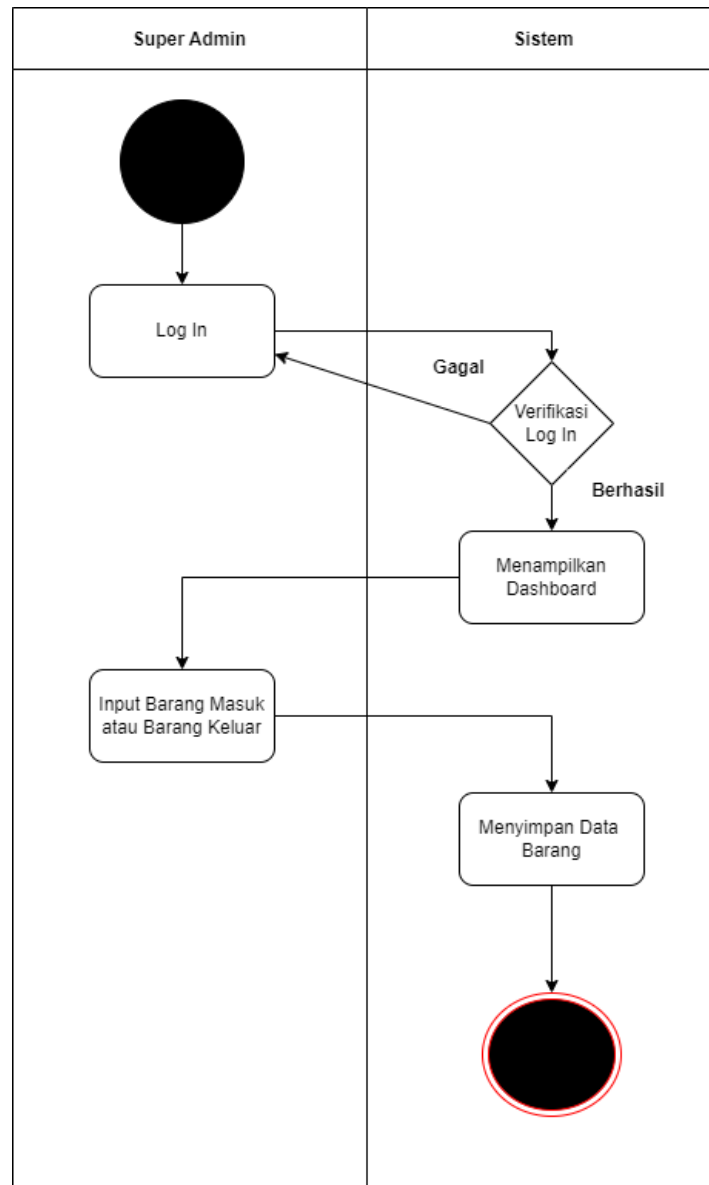 Super Admin
Sistem
Log In
Gagal
Verifikasi
Log In
Berhasil
Menampilkan
Dashboard
Input Barang Masuk
atau Barang Keluar
Menyimpan Data
Barang